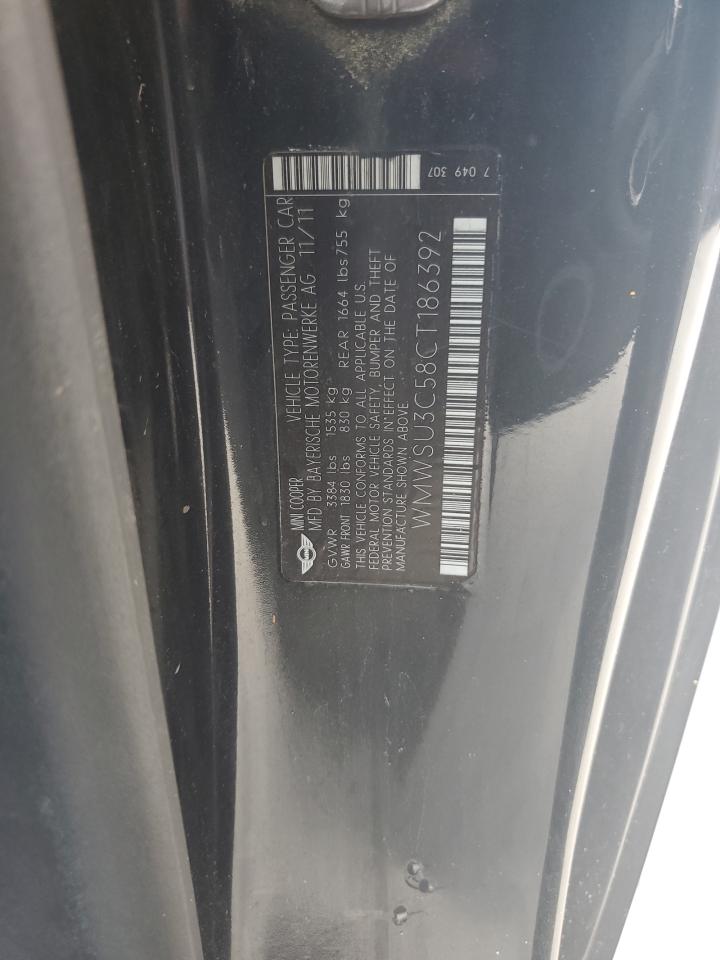 7 049 307
MINI COOPER VEHICLE TYPE: PASSENGER CAR
MFD BY BAYERISCHE MOTORENWERKE AG 11/11
GVWR 3384 lbs 1535 kg
GAWR FRONT 1830 lbs 830 kg REAR 1664 lbs 755 kg
THIS VEHICLE CONFORMS TO ALL APPLICABLE U.S.
FEDERAL MOTOR VEHICLE SAFETY, BUMPER AND THEFT
PREVENTION STANDARDS IN EFFECT ON THE DATE OF
MANUFACTURE SHOWN ABOVE
WMWSU3C58CT186392